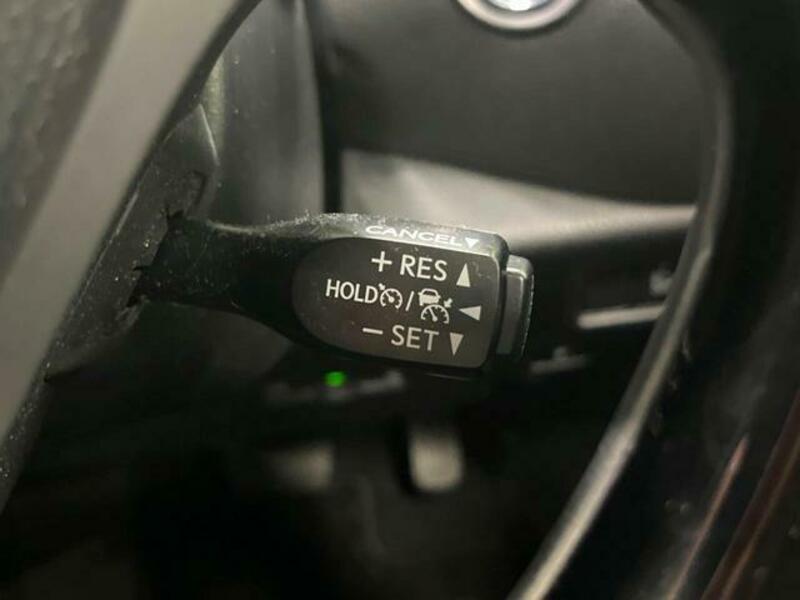 CANCEL▼
+ RES ▲
HOLD / ◀
− SET ▼